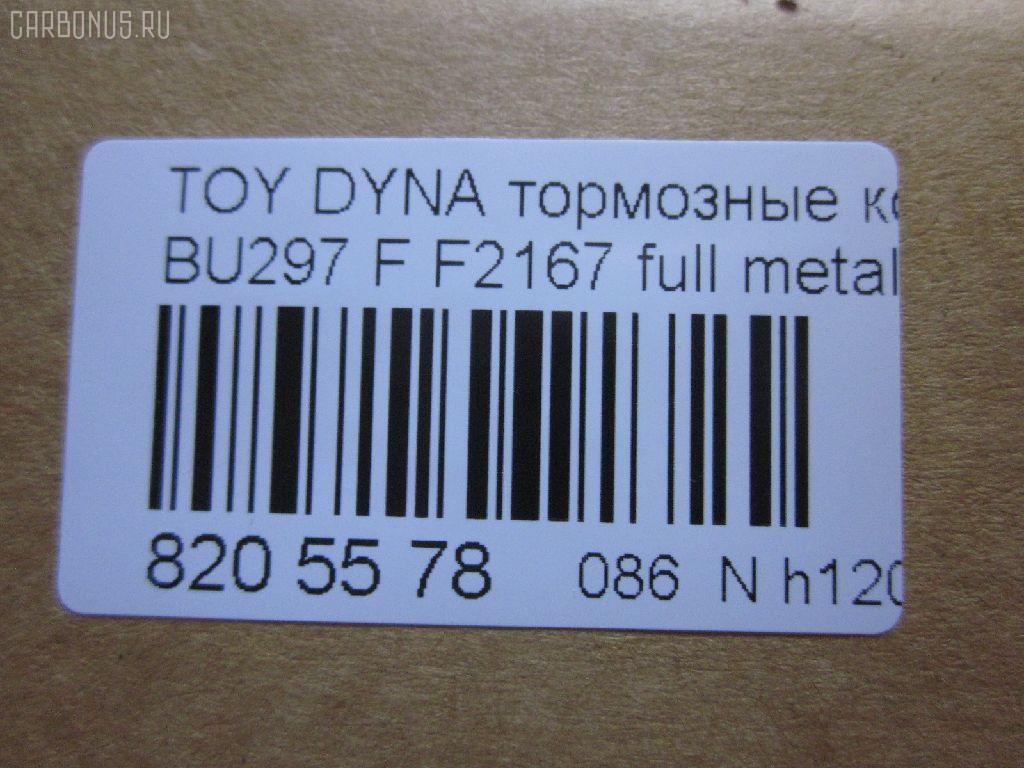 CARBONUS.RU
TOY DYNA тормозные
BU297 F F2167 full metal
820 55 78 086 N h120